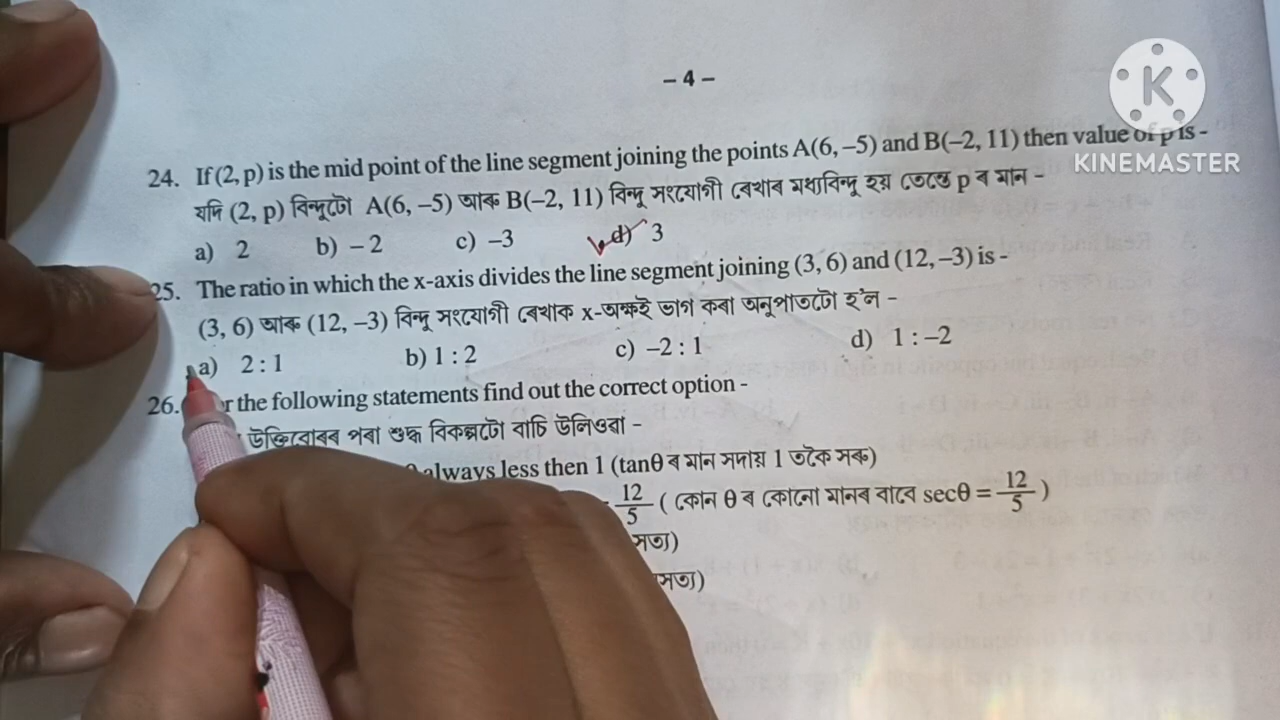 – 4 –
K
KINEMASTER
24. If (2, p) is the mid point of the line segment joining the points A(6, –5) and B(–2, 11) then value of p is -
যদি (2, p) বিন্দুটো A(6, –5) আৰু B(–2, 11) বিন্দু সংযোগী ৰেখাৰ মধ্যবিন্দু হয় তেন্তে p ৰ মান –
a) 2 b) – 2 c) –3 d) 3
25. The ratio in which the x-axis divides the line segment joining (3, 6) and (12, –3) is -
(3, 6) আৰু (12, –3) বিন্দু সংযোগী ৰেখাক x-অক্ষই ভাগ কৰা অনুপাতটো হ'ল –
a) 2 : 1 b) 1 : 2 c) –2 : 1 d) 1 : –2
26. the following statements find out the correct option -
উক্তিবোৰৰ পৰা শুদ্ধ বিকল্পটো বাচি উলিওৱা –
always less then 1 (tanθ ৰ মান সদায় 1 তকৈ সৰু)
12/5 ( কোন θ ৰ কোনো মানৰ বাবে secθ = 12/5 )
সত্য)